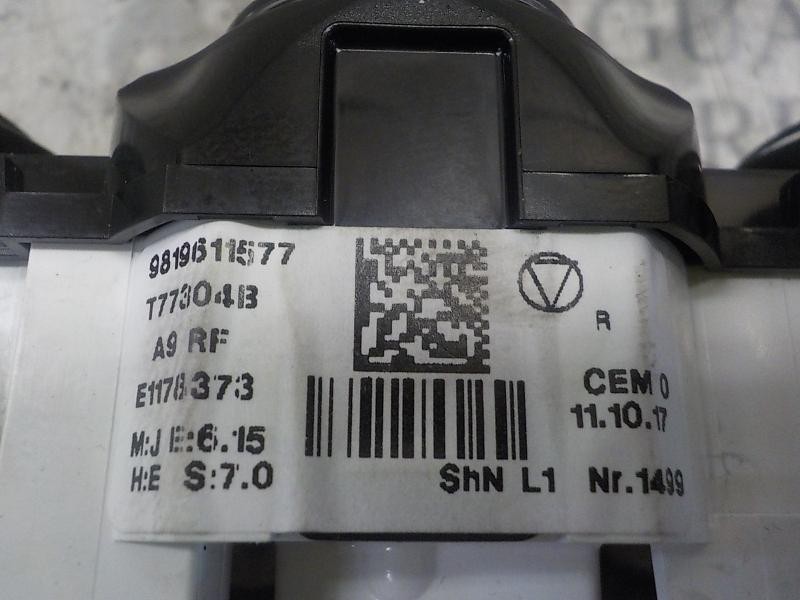 9819611577
T77304B
A9 RF
E1178373
M:J E:6.15
H:E S:7.0
R
CEM 0
11.10.17
ShN L1 Nr.1499